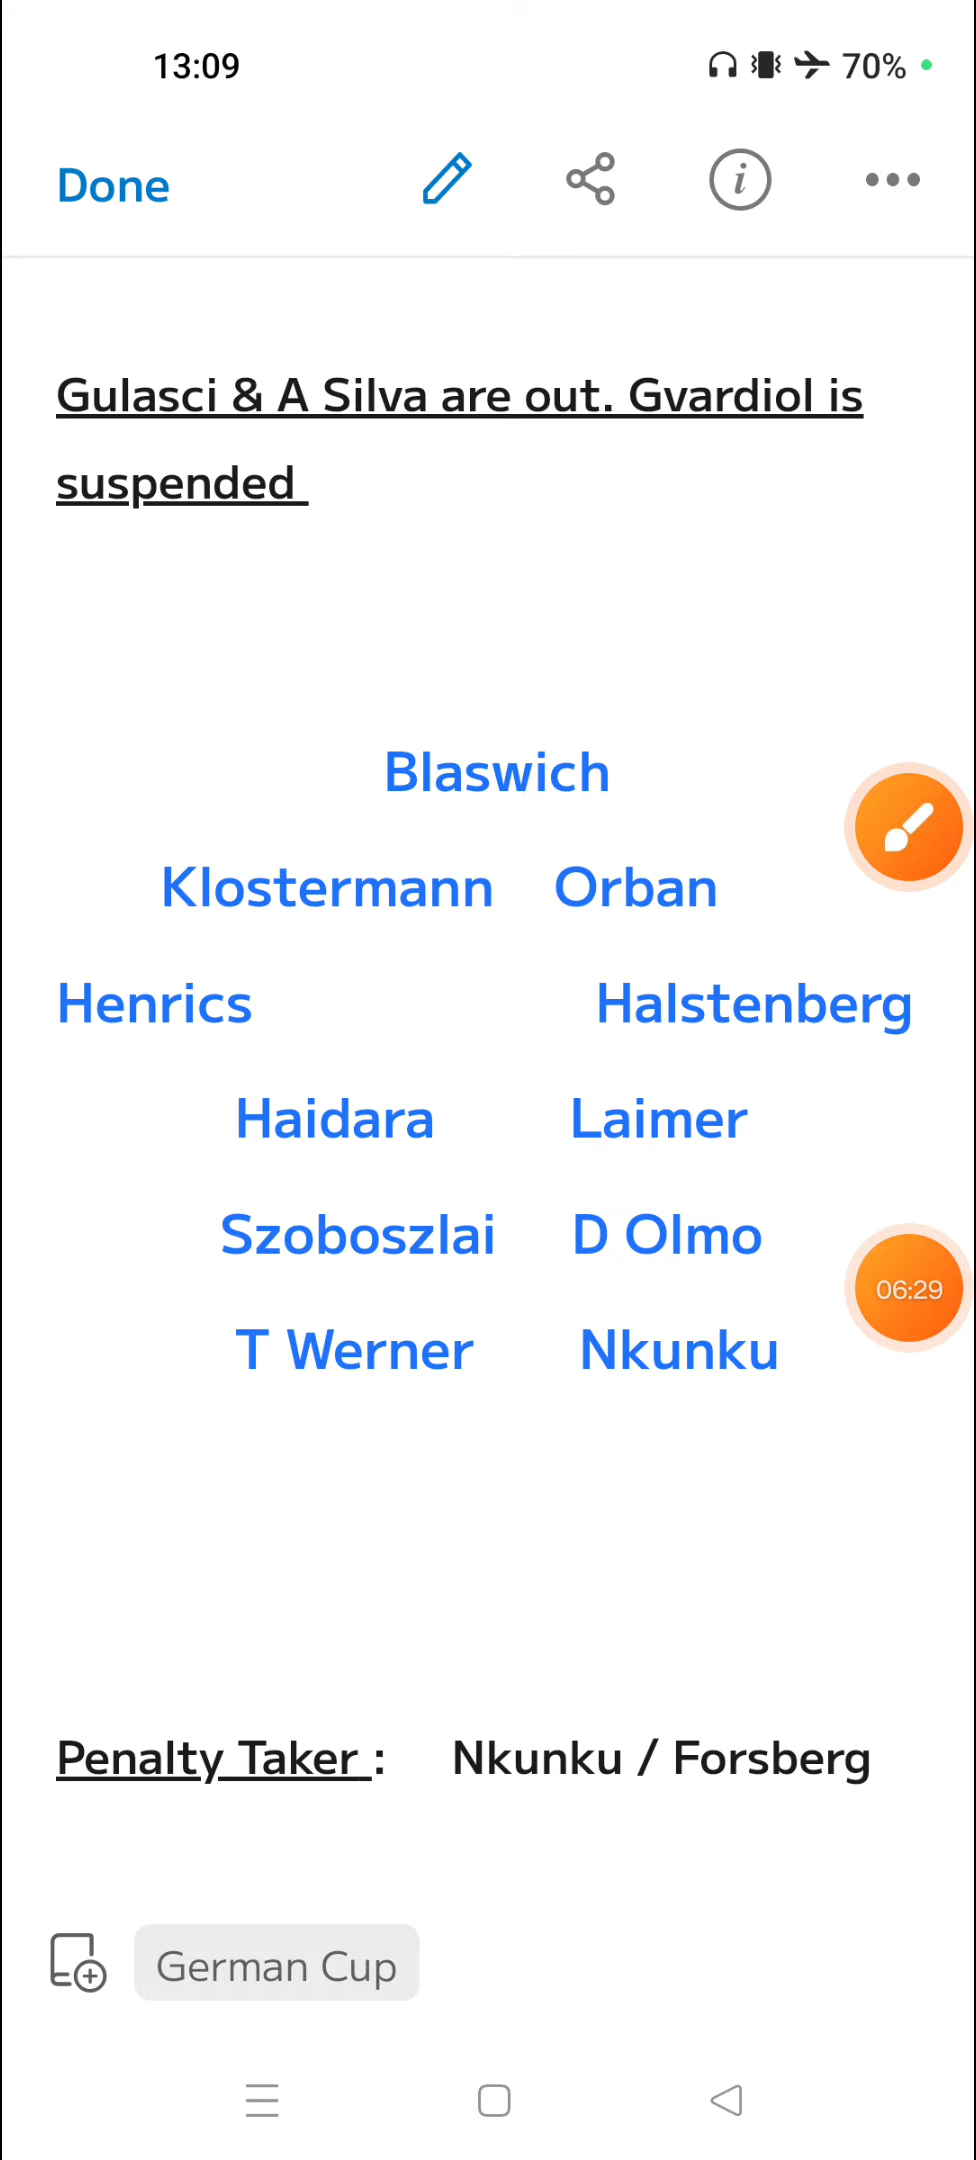 13:09 70%
Done
Gulasci & A Silva are out. Gvardiol is
suspended
Blaswich
Klostermann Orban
Henrics Halstenberg
Haidara Laimer
Szoboszlai D Olmo
06:29
T Werner Nkunku
Penalty Taker : Nkunku / Forsberg
German Cup